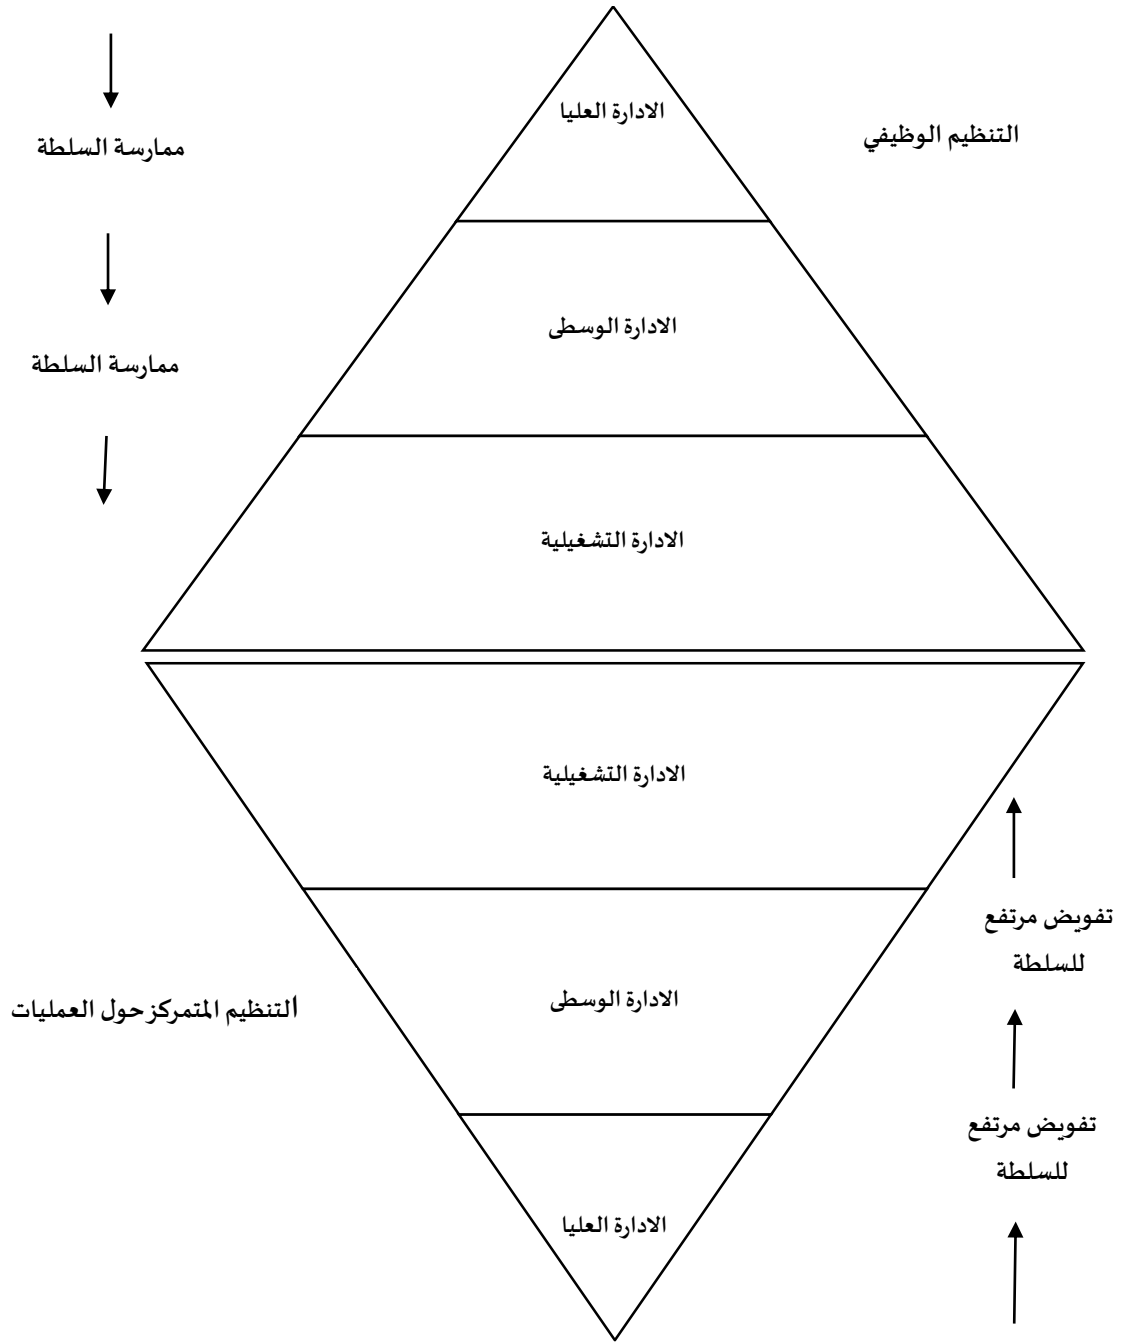 الادارة العليا
التنظيم الوظيفي
ممارسة السلطة
الادارة الوسطى
ممارسة السلطة
الادارة التشغيلية
الادارة التشغيلية
تفويض مرتفع
للسلطة
الادارة الوسطى
التنظيم المتمركز حول العمليات
تفويض مرتفع
للسلطة
الادارة العليا